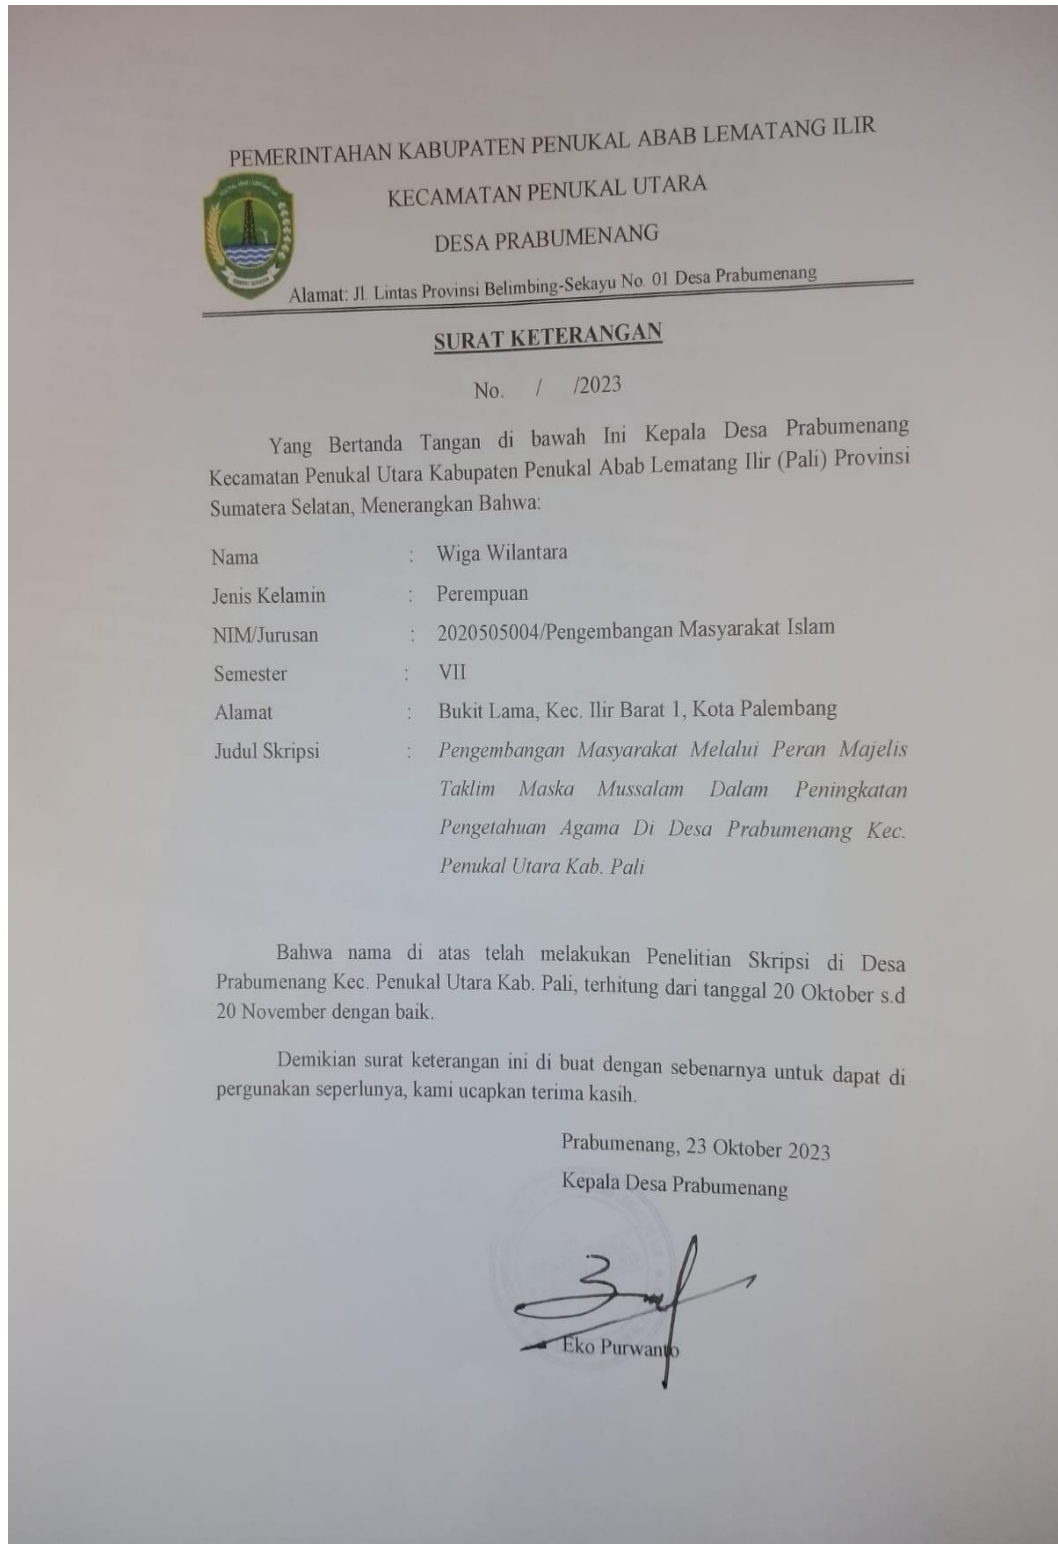 PEMERINTAHAN KABUPATEN PENUKAL ABAB LEMATANG ILIR
KECAMATAN PENUKAL UTARA
DESA PRABUMENANG
Alamat: Jl. Lintas Provinsi Belimbing-Sekayu No. 01 Desa Prabumenang
SURAT KETERANGAN
No. / /2023
Yang Bertanda Tangan di bawah Ini Kepala Desa Prabumenang
Kecamatan Penukal Utara Kabupaten Penukal Abab Lematang Ilir (Pali) Provinsi
Sumatera Selatan, Menerangkan Bahwa:
Nama : Wiga Wilantara
Jenis Kelamin : Perempuan
NIM/Jurusan : 2020505004/Pengembangan Masyarakat Islam
Semester : VII
Alamat : Bukit Lama, Kec. Ilir Barat 1, Kota Palembang
Judul Skripsi : Pengembangan Masyarakat Melalui Peran Majelis
Taklim Maska Mussalam Dalam Peningkatan
Pengetahuan Agama Di Desa Prabumenang Kec.
Penukal Utara Kab. Pali
Bahwa nama di atas telah melakukan Penelitian Skripsi di Desa
Prabumenang Kec. Penukal Utara Kab. Pali, terhitung dari tanggal 20 Oktober s.d
20 November dengan baik.
Demikian surat keterangan ini di buat dengan sebenarnya untuk dapat di
pergunakan seperlunya, kami ucapkan terima kasih.
Prabumenang, 23 Oktober 2023
Kepala Desa Prabumenang
Eko Purwanto